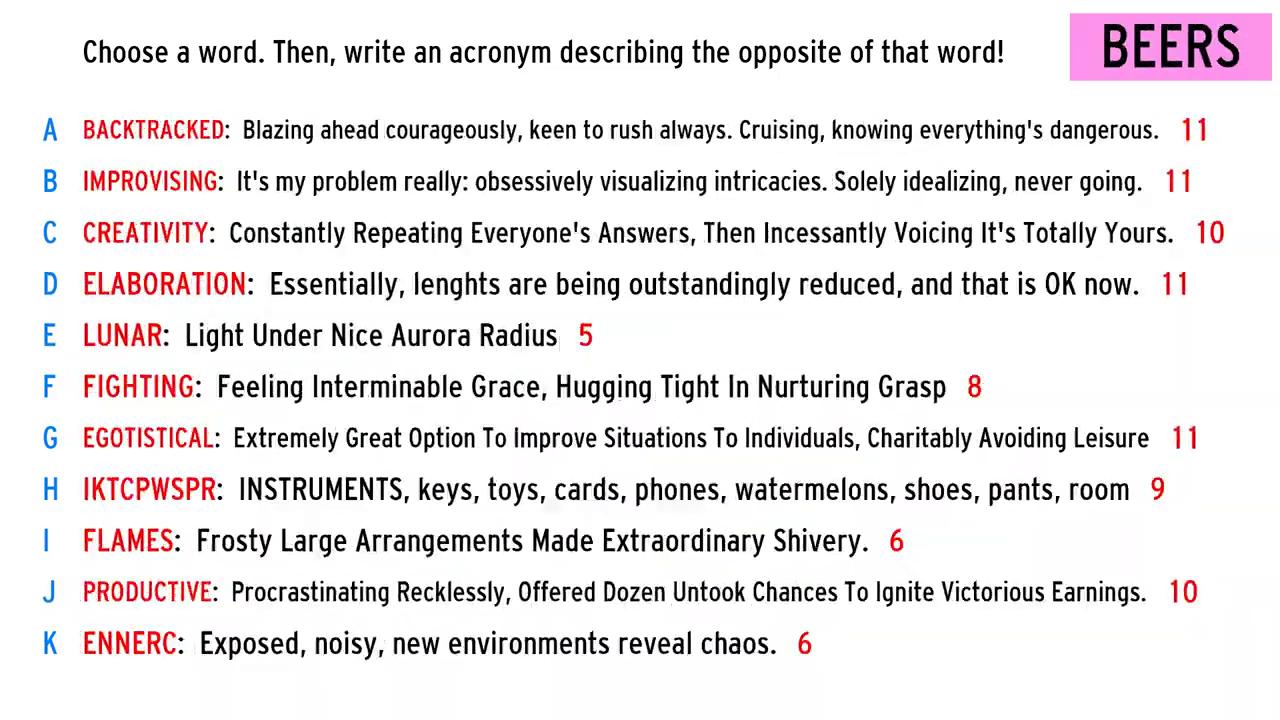 Choose a word. Then, write an acronym describing the opposite of that word!
BEERS
A BACKTRACKED: Blazing ahead courageously, keen to rush always. Cruising, knowing everything's dangerous. 11
B IMPROVISING: It's my problem really: obsessively visualizing intricacies. Solely idealizing, never going. 11
C CREATIVITY: Constantly Repeating Everyone's Answers, Then Incessantly Voicing It's Totally Yours. 10
D ELABORATION: Essentially, lenghts are being outstandingly reduced, and that is OK now. 11
E LUNAR: Light Under Nice Aurora Radius 5
F FIGHTING: Feeling Interminable Grace, Hugging Tight In Nurturing Grasp 8
G EGOTISTICAL: Extremely Great Option To Improve Situations To Individuals, Charitably Avoiding Leisure 11
H IKTCPWSPR: INSTRUMENTS, keys, toys, cards, phones, watermelons, shoes, pants, room 9
I FLAMES: Frosty Large Arrangements Made Extraordinary Shivery. 6
J PRODUCTIVE: Procrastinating Recklessly, Offered Dozen Untook Chances To Ignite Victorious Earnings. 10
K ENNERC: Exposed, noisy, new environments reveal chaos. 6